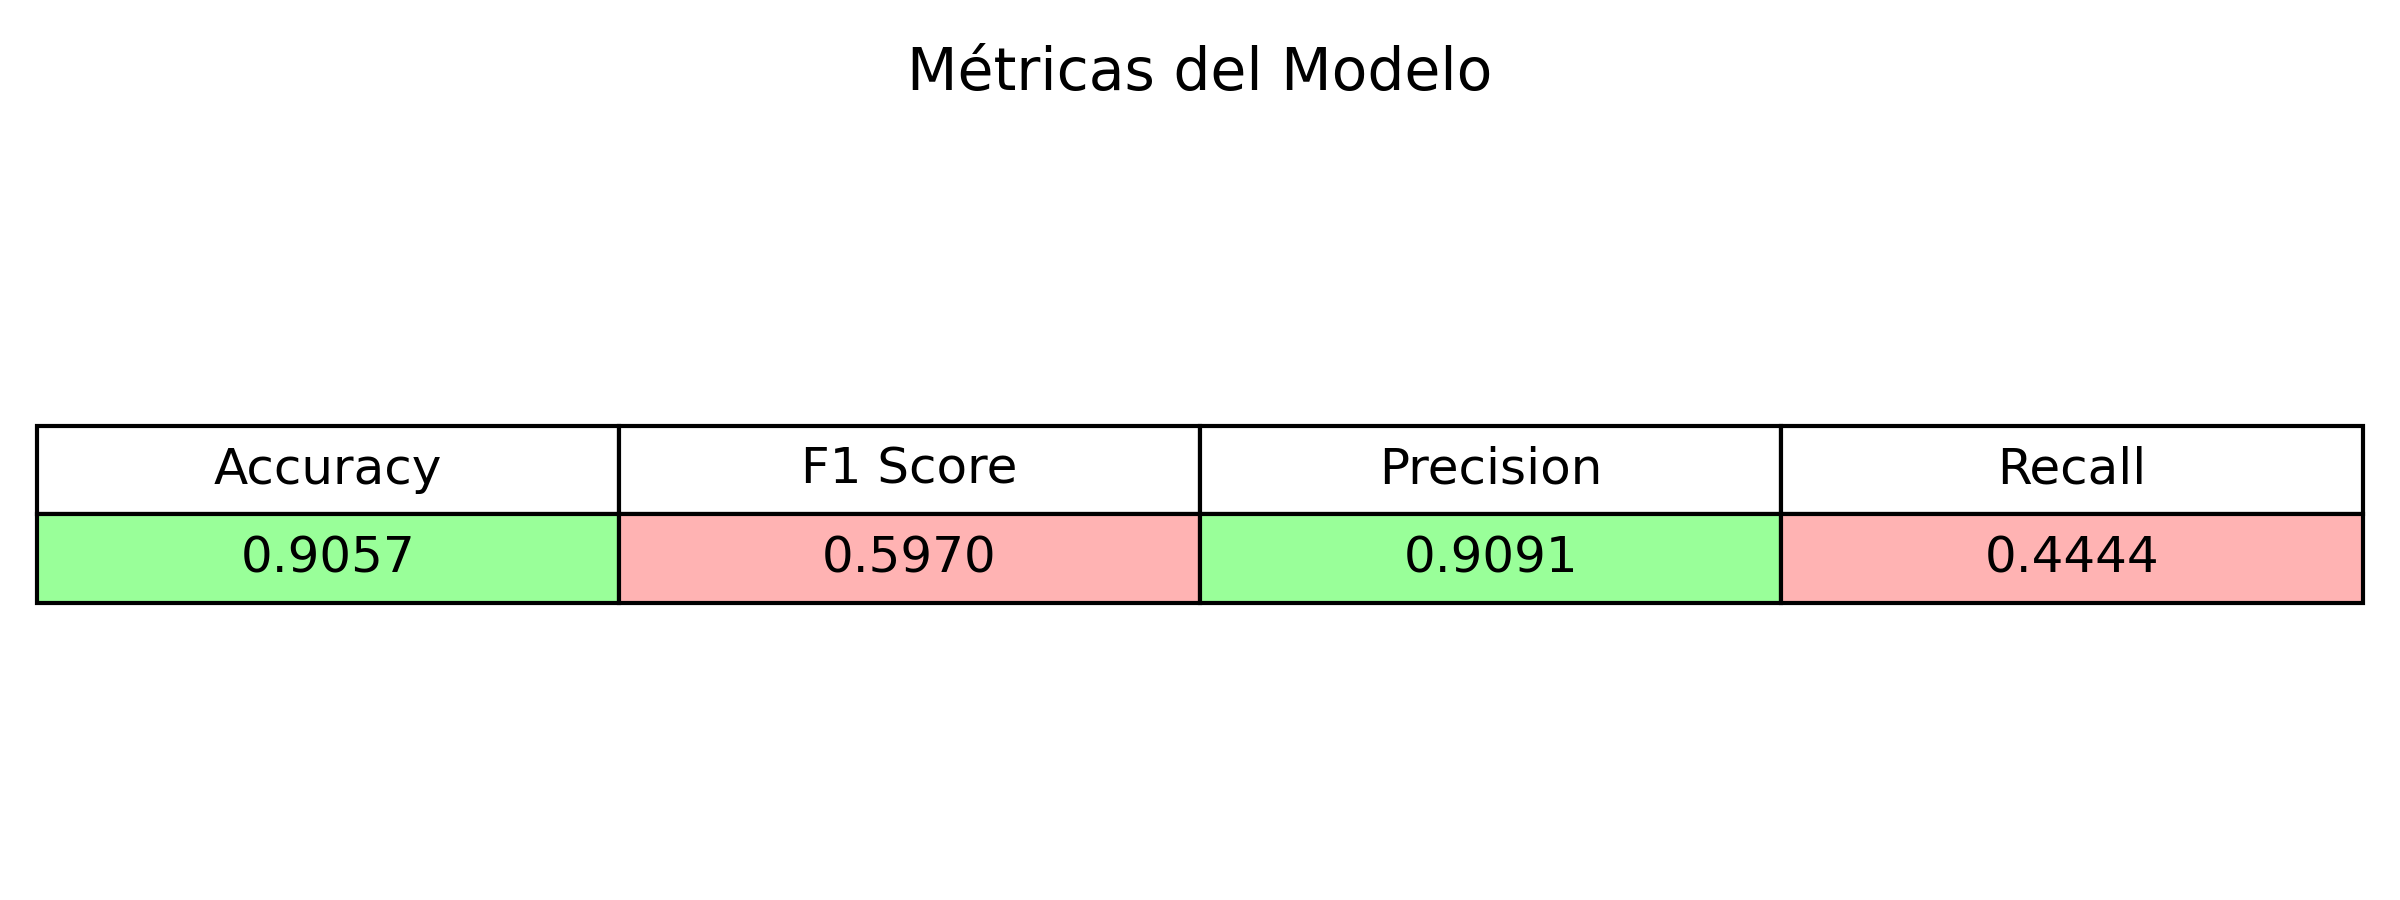 Métricas del Modelo
Accuracy F1 Score Precision Recall
0.9057 0.5970 0.9091 0.4444